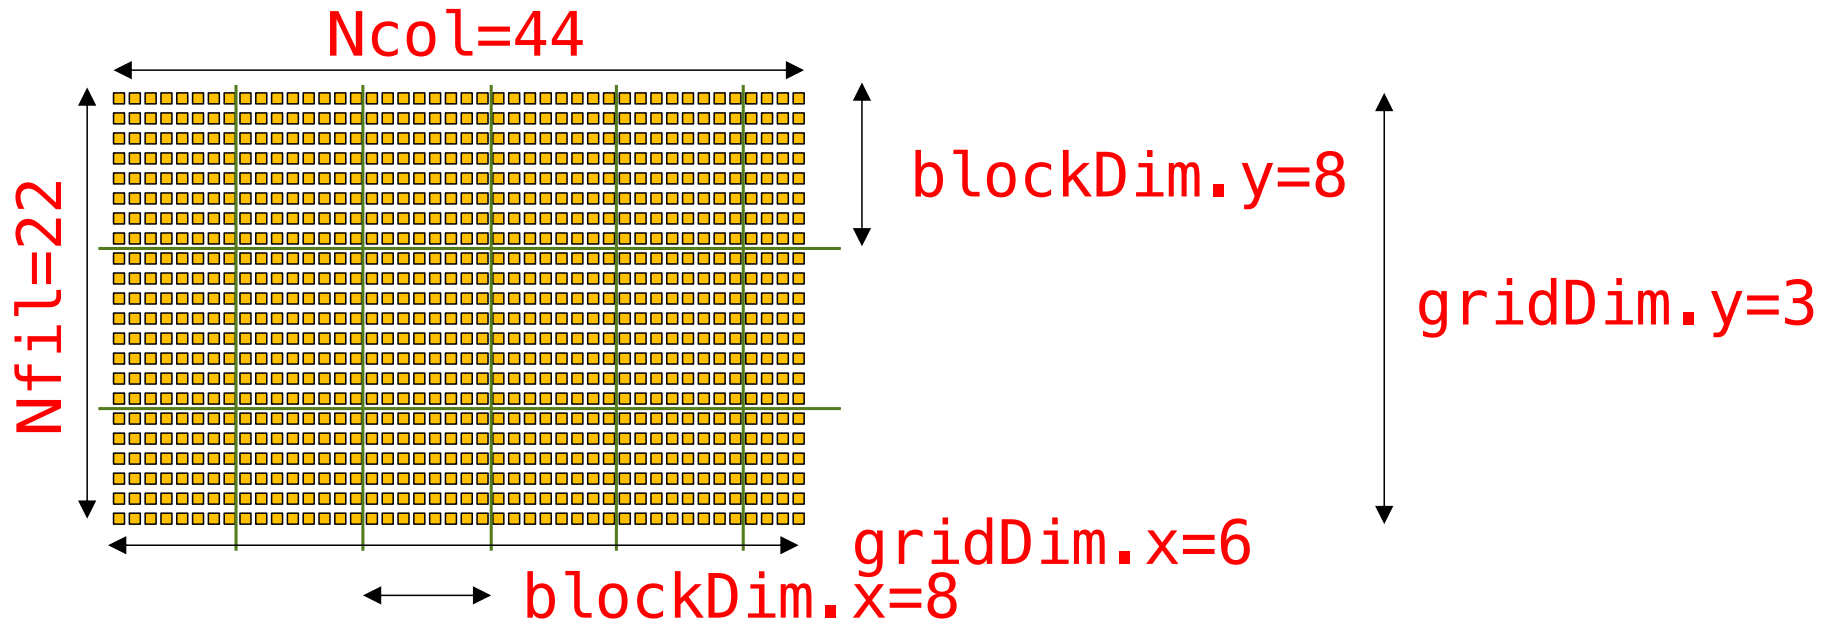 Ncol=44
Nfil=22
blockDim.y=8
gridDim.y=3
gridDim.x=6
blockDim.x=8